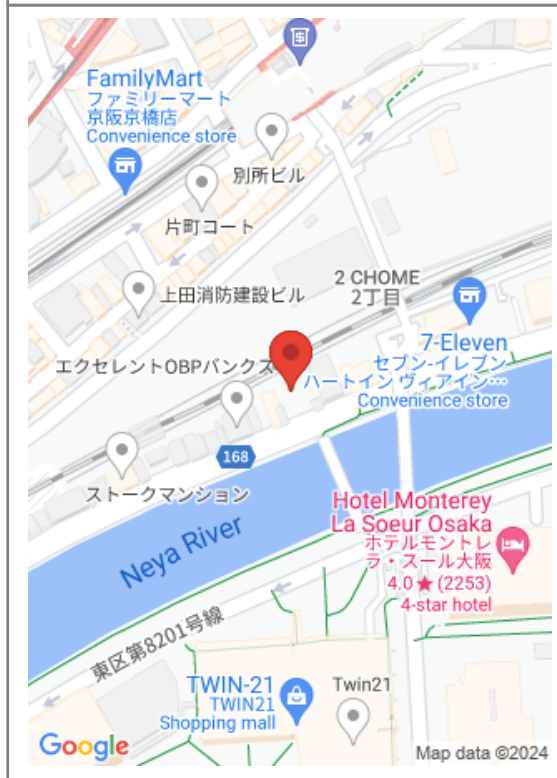 FamilyMart
ファミリーマート
京阪京橋店
Convenience store
別所ビル
片町コート
2 CHOME
2丁目
上田消防建設ビル
7-Eleven
セブン-イレブン
ハートイン ヴィアイン…
Convenience store
エクセレントOBPバンクス
168
ストークマンション
Neya River
Hotel Monterey
La Soeur Osaka
ホテルモントレ
ラ・スール大阪
4.0 ★ (2253)
4-star hotel
東区第8201号線
TWIN-21
TWIN21
Shopping mall
Twin21
Google
Map data ©2024